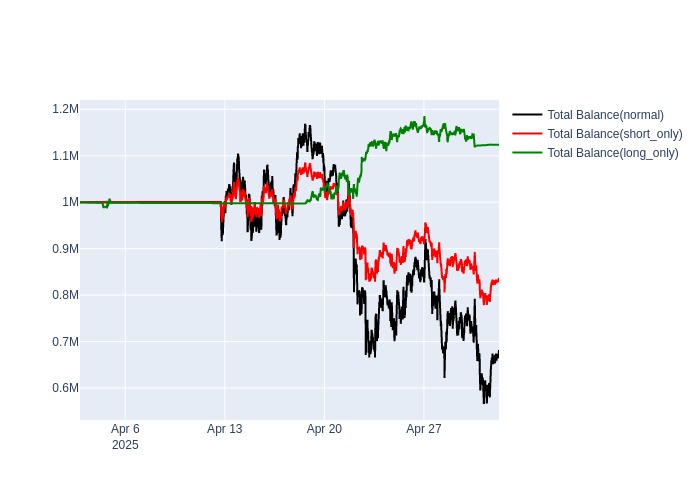 1.2M
1.1M
1M
0.9M
0.8M
0.7M
0.6M
Apr 6
2025
Apr 13
Apr 20
Apr 27
Total Balance(normal)
Total Balance(short_only)
Total Balance(long_only)